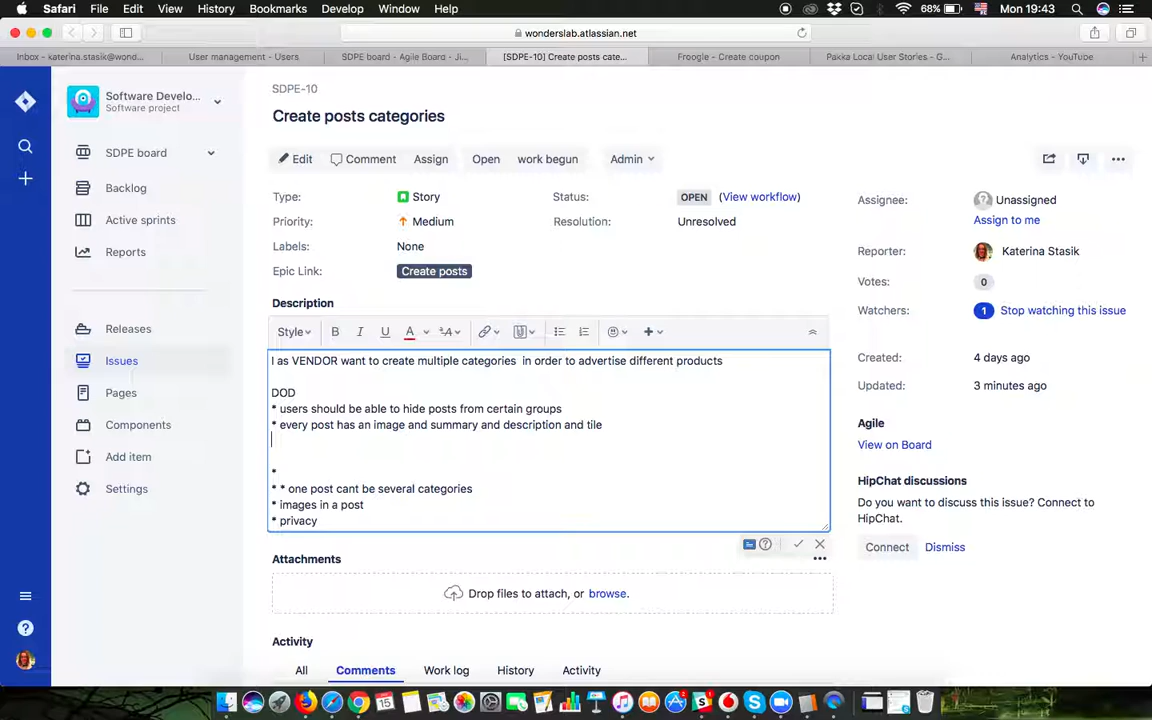 Safari File Edit View History Bookmarks Develop Window Help 68% Mon 19:43
wonderslab.atlassian.net
Inbox - katerina.stasik@wond... User management - Users SDPE board - Agile Board - Ji... [SDPE-10] Create posts cate... Froogle - Create coupon Pakka Local User Stories - G... Analytics - YouTube
Software Develo...
Software project
SDPE board
Backlog
Active sprints
Reports
Releases
Issues
Pages
Components
Add item
Settings
SDPE-10
Create posts categories
Edit Comment Assign Open work begun Admin
Type: Story Status: OPEN (View workflow)
Priority: Medium Resolution: Unresolved
Labels: None
Epic Link: Create posts
Description
Style B I U A
I as VENDOR want to create multiple categories in order to advertise different products
DOD
* users should be able to hide posts from certain groups
* every post has an image and summary and description and tile
*
* * one post cant be several categories
* images in a post
* privacy
Attachments
Drop files to attach, or browse.
Activity
All Comments Work log History Activity
Assignee: Unassigned
Assign to me
Reporter: Katerina Stasik
Votes: 0
Watchers: 1 Stop watching this issue
Created: 4 days ago
Updated: 3 minutes ago
Agile
View on Board
HipChat discussions
Do you want to discuss this issue? Connect to
HipChat.
Connect Dismiss